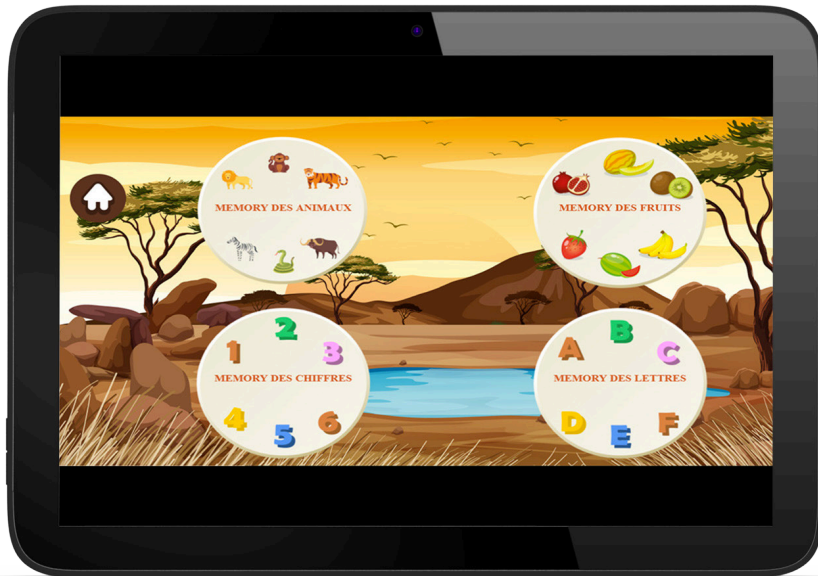 MEMORY DES ANIMAUX
MEMORY DES FRUITS
2
1
3
MEMORY DES CHIFFRES
4
5
6
B
A
C
MEMORY DES LETTRES
D
E
F